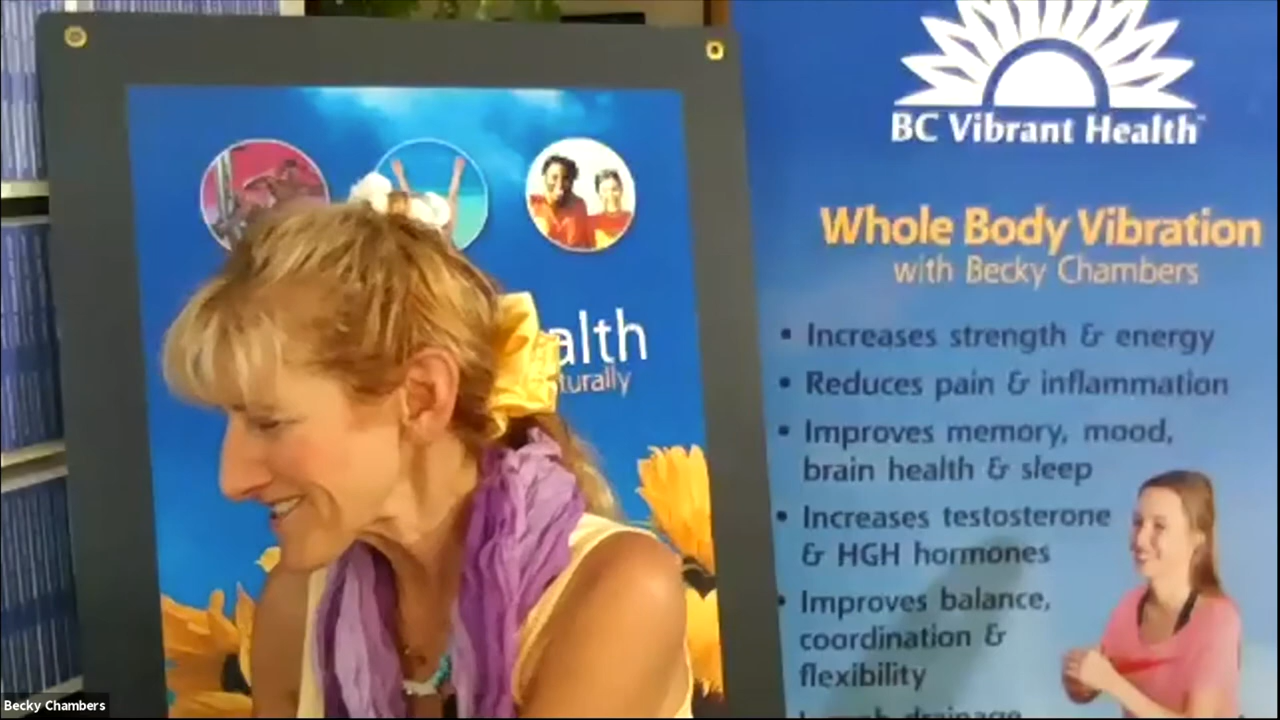 BC Vibrant Health
Whole Body Vibration
with Becky Chambers
• Increases strength & energy
• Reduces pain & inflammation
• Improves memory, mood,
brain health & sleep
• Increases testosterone
& HGH hormones
• Improves balance,
coordination &
flexibility
drainage
alth
turally
Becky Chambers